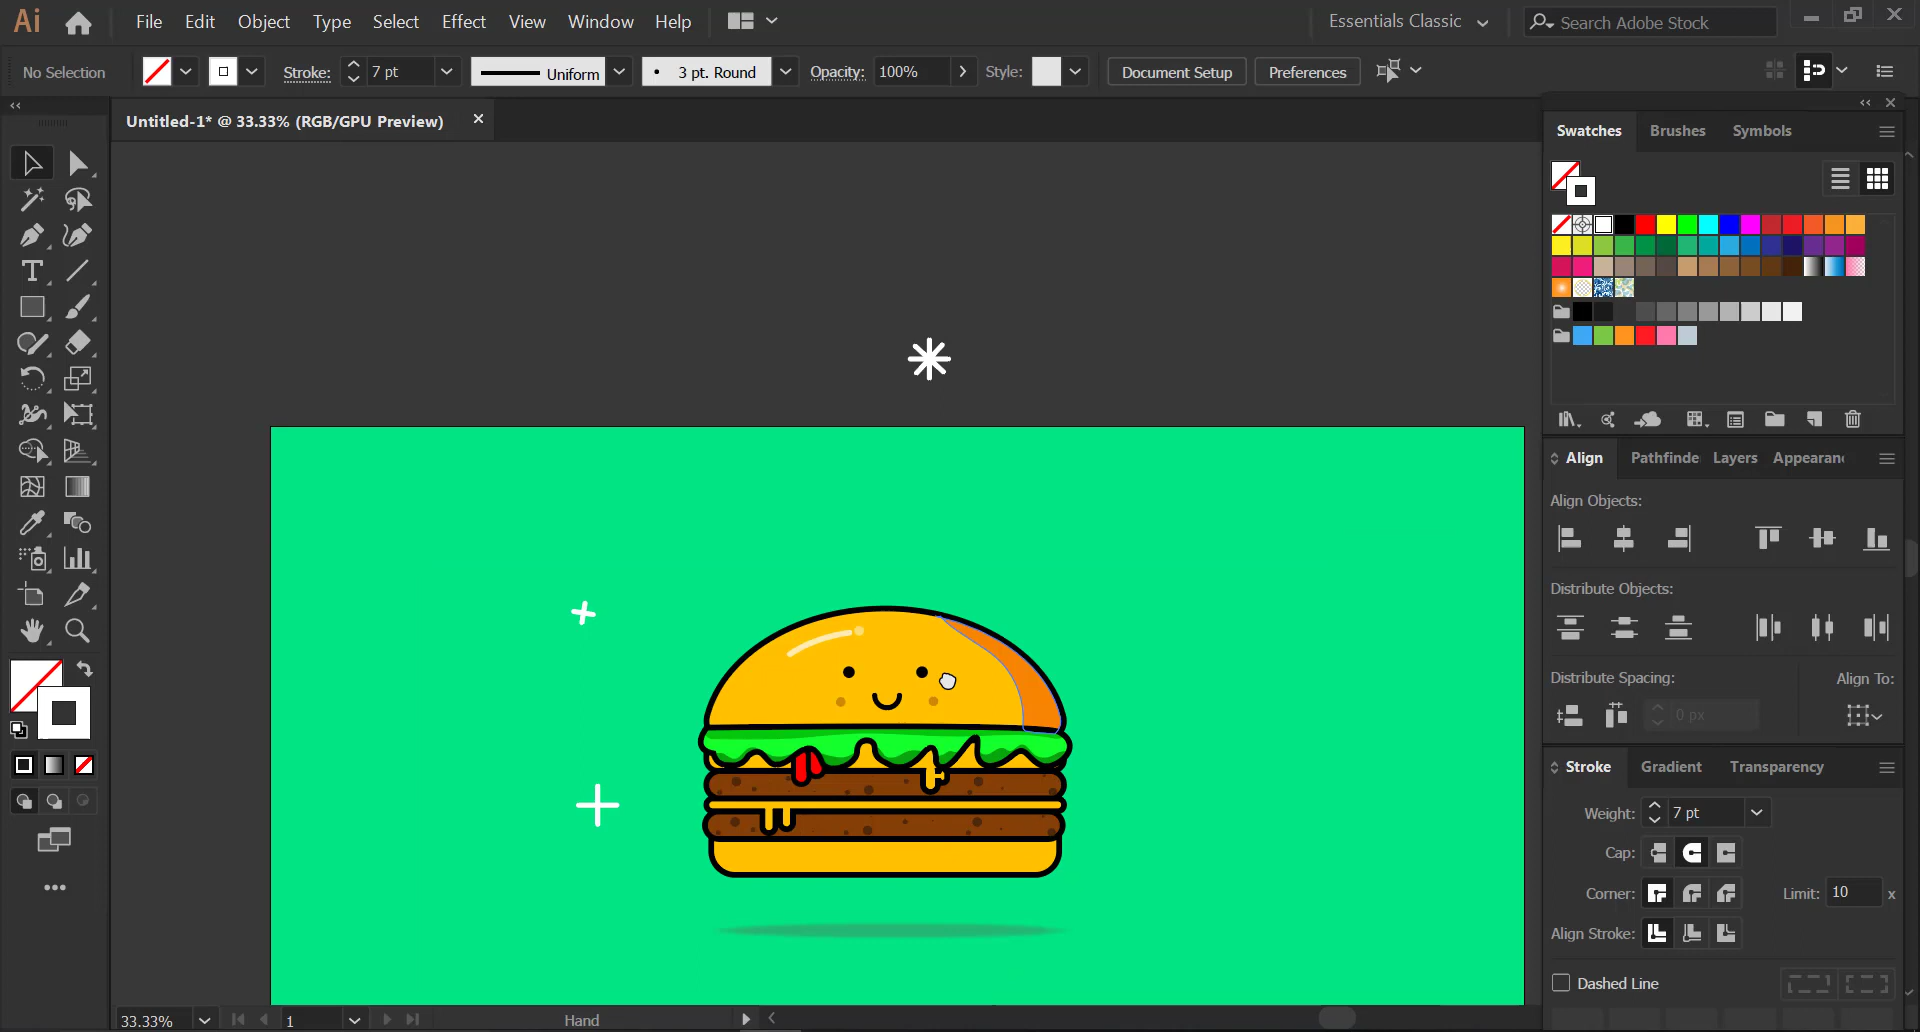 Ai File Edit Object Type Select Effect View Window Help Essentials Classic Search Adobe Stock
No Selection Stroke: 7 pt Uniform 3 pt. Round Opacity: 100% Style: Document Setup Preferences
Untitled-1* @ 33.33% (RGB/GPU Preview)
Swatches Brushes Symbols
Align Pathfinde Layers Appearan
Align Objects:
Distribute Objects:
Distribute Spacing: Align To:
0 px
Stroke Gradient Transparency
Weight: 7 pt
Cap:
Corner: Limit: 10 x
Align Stroke:
Dashed Line
33.33% 1 Hand